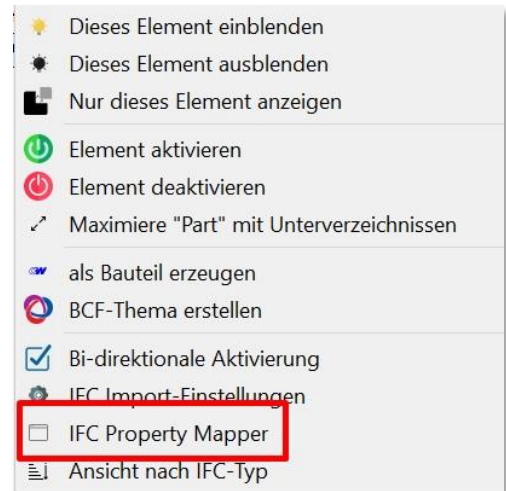 Dieses Element einblenden
Dieses Element ausblenden
Nur dieses Element anzeigen
Element aktivieren
Element deaktivieren
Maximiere "Part" mit Unterverzeichnissen
als Bauteil erzeugen
BCF-Thema erstellen
Bi-direktionale Aktivierung
IFC Import-Einstellungen
IFC Property Mapper
Ansicht nach IFC-Typ